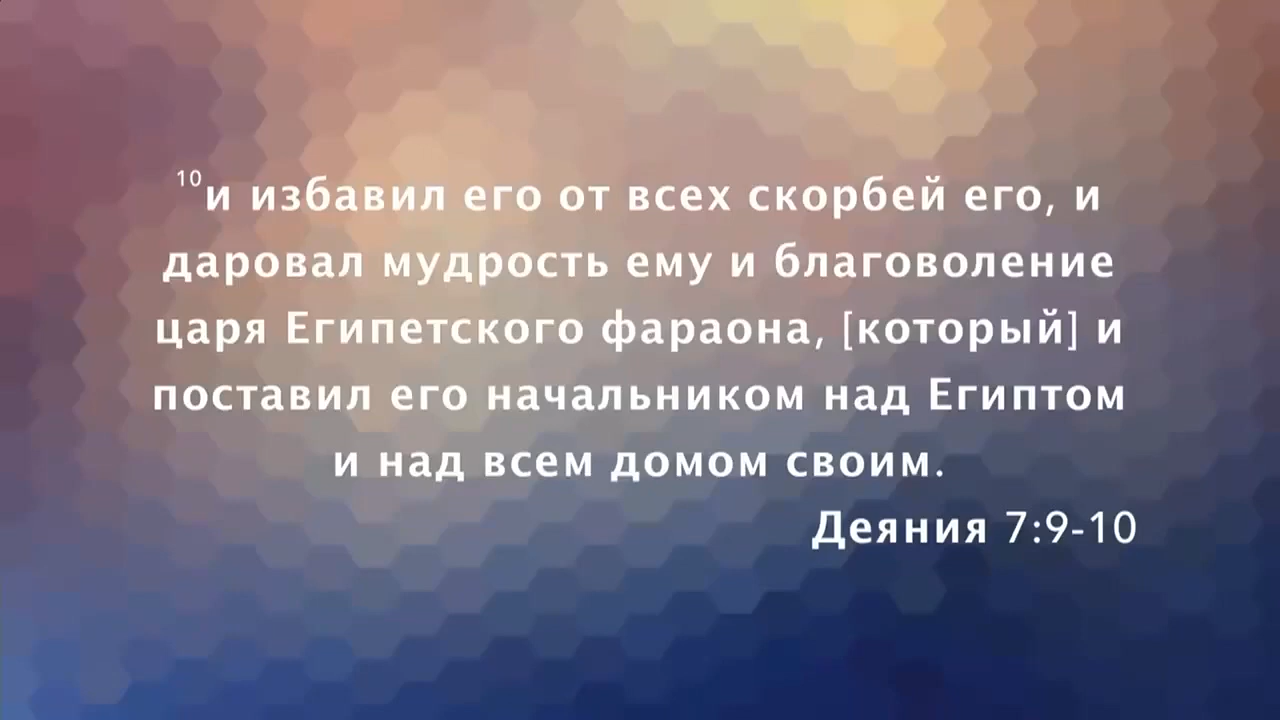 10и избавил его от всех скорбей его, и
даровал мудрость ему и благоволение
царя Египетского фараона, [который] и
поставил его начальником над Египтом
и над всем домом своим.
Деяния 7:9-10